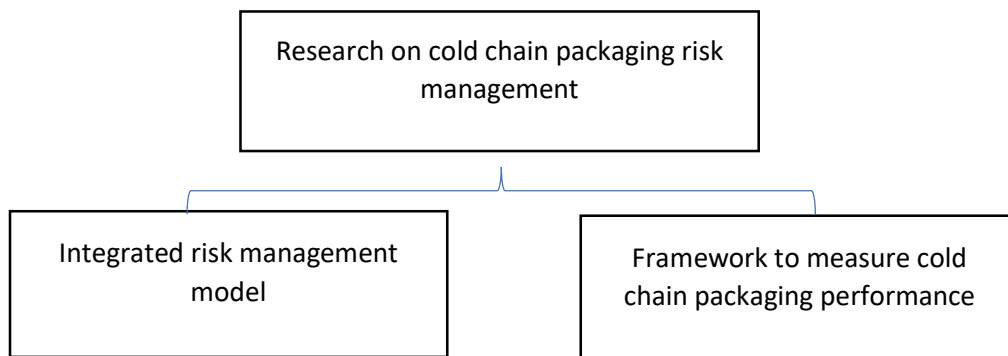 Research on cold chain packaging risk
management
Integrated risk management
model
Framework to measure cold
chain packaging performance